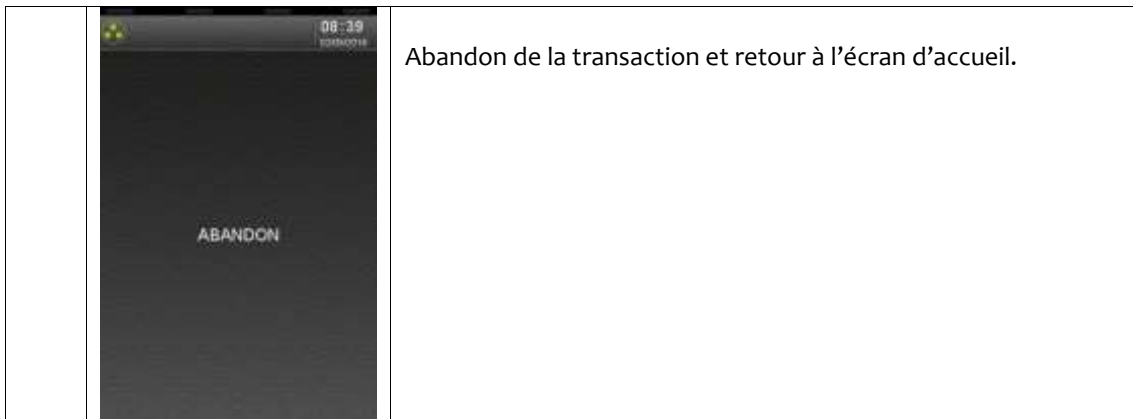 08:39
Abandon de la transaction et retour à l’écran d’accueil.
ABANDON